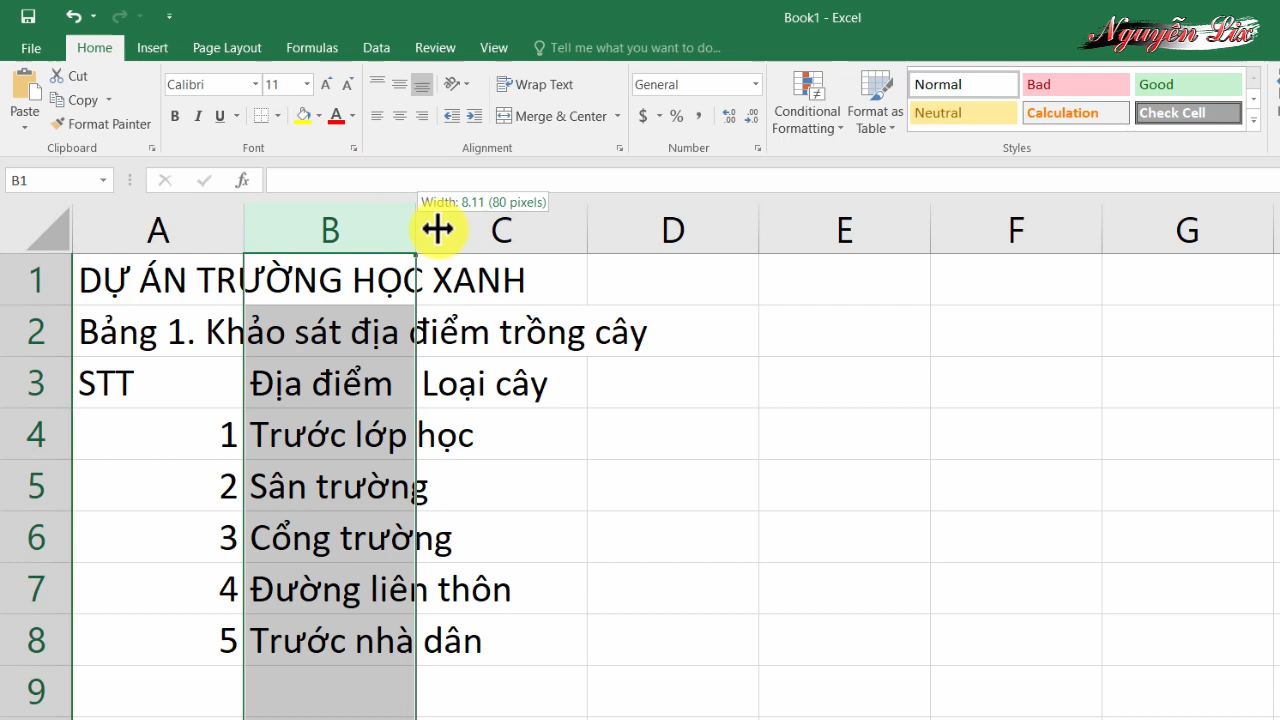 Book1 - Excel
Nguyễn Lix
File Home Insert Page Layout Formulas Data Review View Tell me what you want to do...
Cut
Copy
Format Painter
Paste
Clipboard
Calibri 11
B I U A
Font
Wrap Text
Merge & Center
Alignment
General
$ % ,
Number
Conditional Formatting
Format as Table
Normal Bad Good
Neutral Calculation Check Cell
Styles
B1
fx
Width: 8.11 (80 pixels)
A B C D E F G
1 DỰ ÁN TRƯỜNG HỌC XANH
2 Bảng 1. Khảo sát địa điểm trồng cây
3 STT Địa điểm Loại cây
4 1 Trước lớp học
5 2 Sân trường
6 3 Cổng trường
7 4 Đường liên thôn
8 5 Trước nhà dân
9